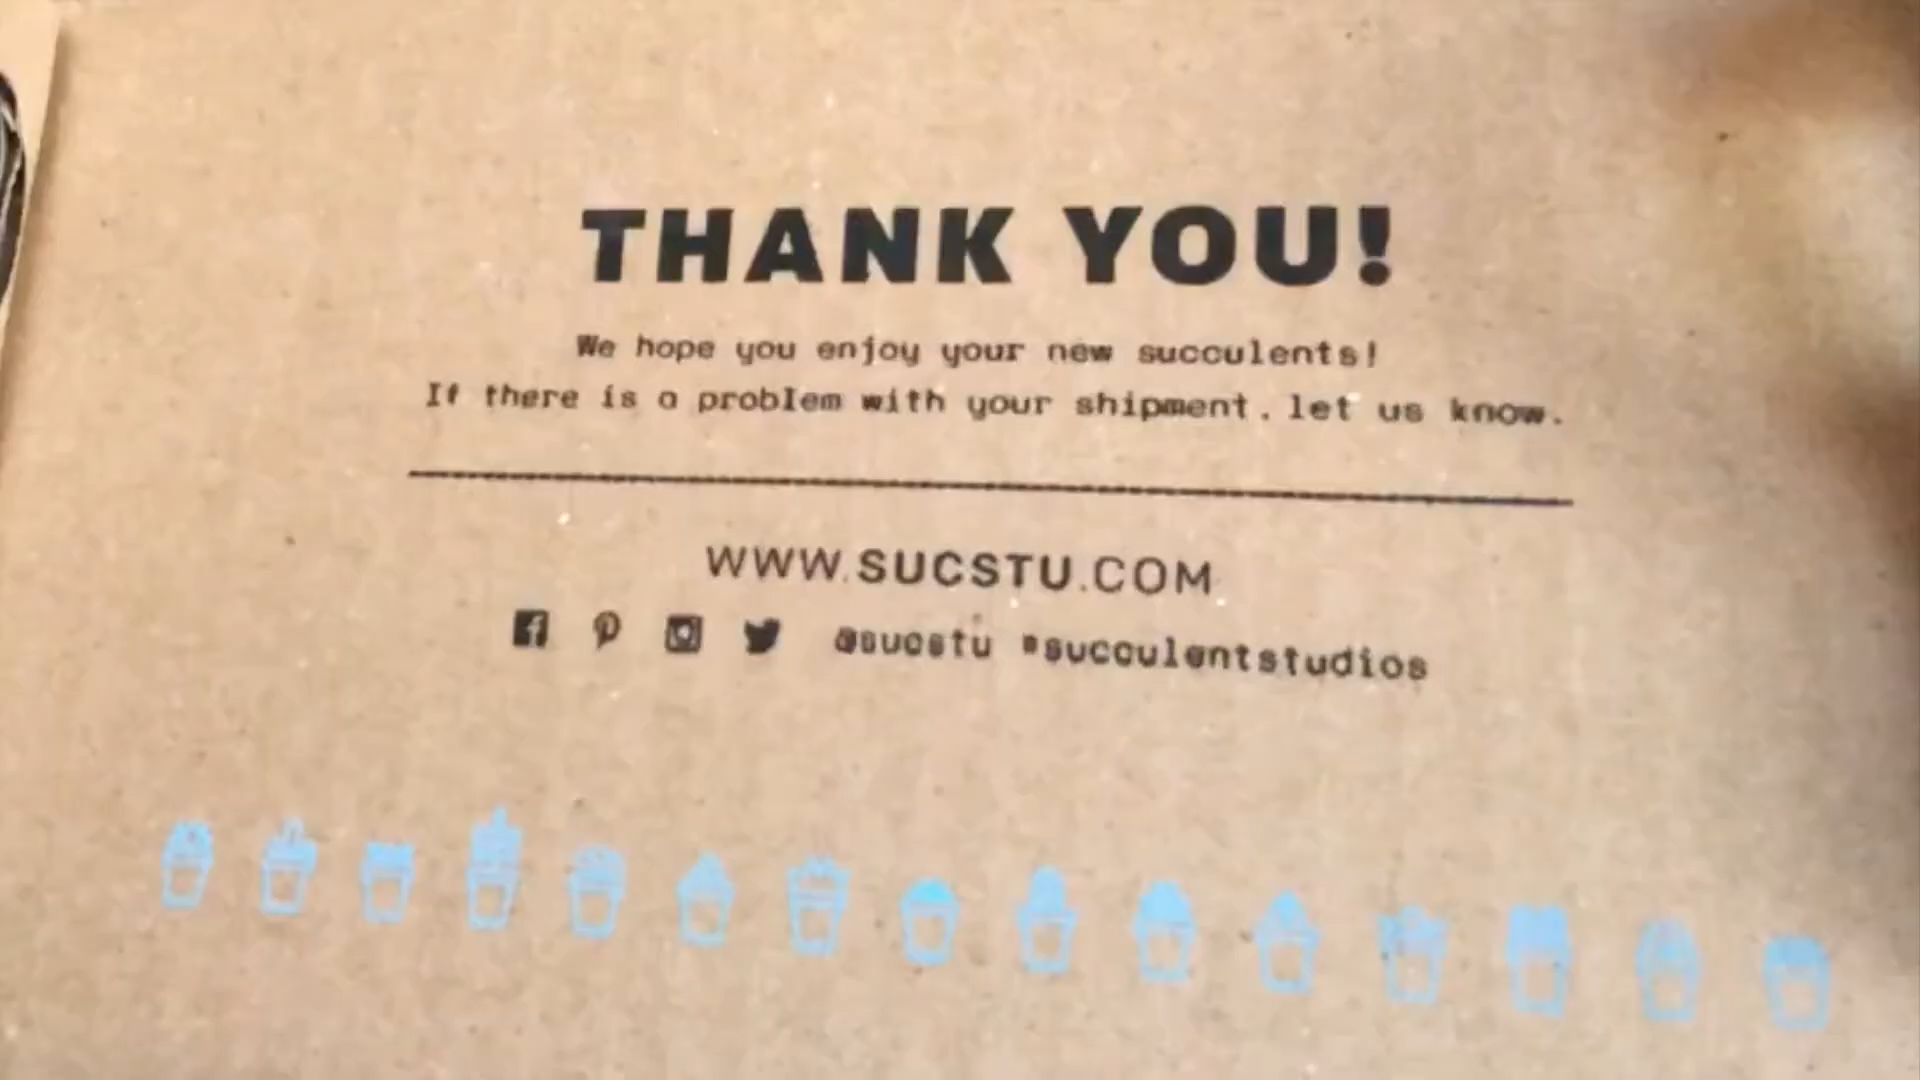 THANK YOU!
We hope you enjoy your new succulents!
If there is a problem with your shipment, let us know.
WWW.SUCSTU.COM
@sucstu #succulentstudios